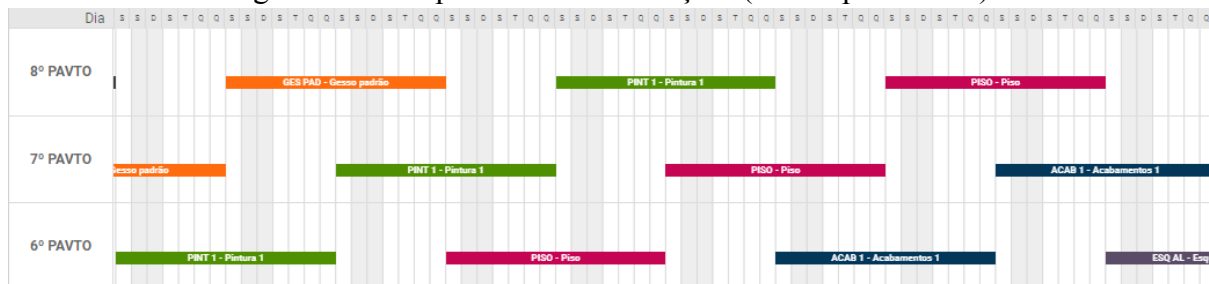 Dia S S D S T Q Q S S D S T Q Q S S D S T Q Q S S D S T Q Q S S D S T Q Q S S D S T Q Q S S D S T Q Q S S D S T Q Q S S D S T Q Q S S D S T Q Q
8º PAVTO GES PAD - Gesso padrão PINT 1 - Pintura 1 PISO - Piso
7º PAVTO Gesso padrão PINT 1 - Pintura 1 PISO - Piso ACAB 1 - Acabamentos 1
6º PAVTO PINT 1 - Pintura 1 PISO - Piso ACAB 1 - Acabamentos 1 ESQ AL - Esq